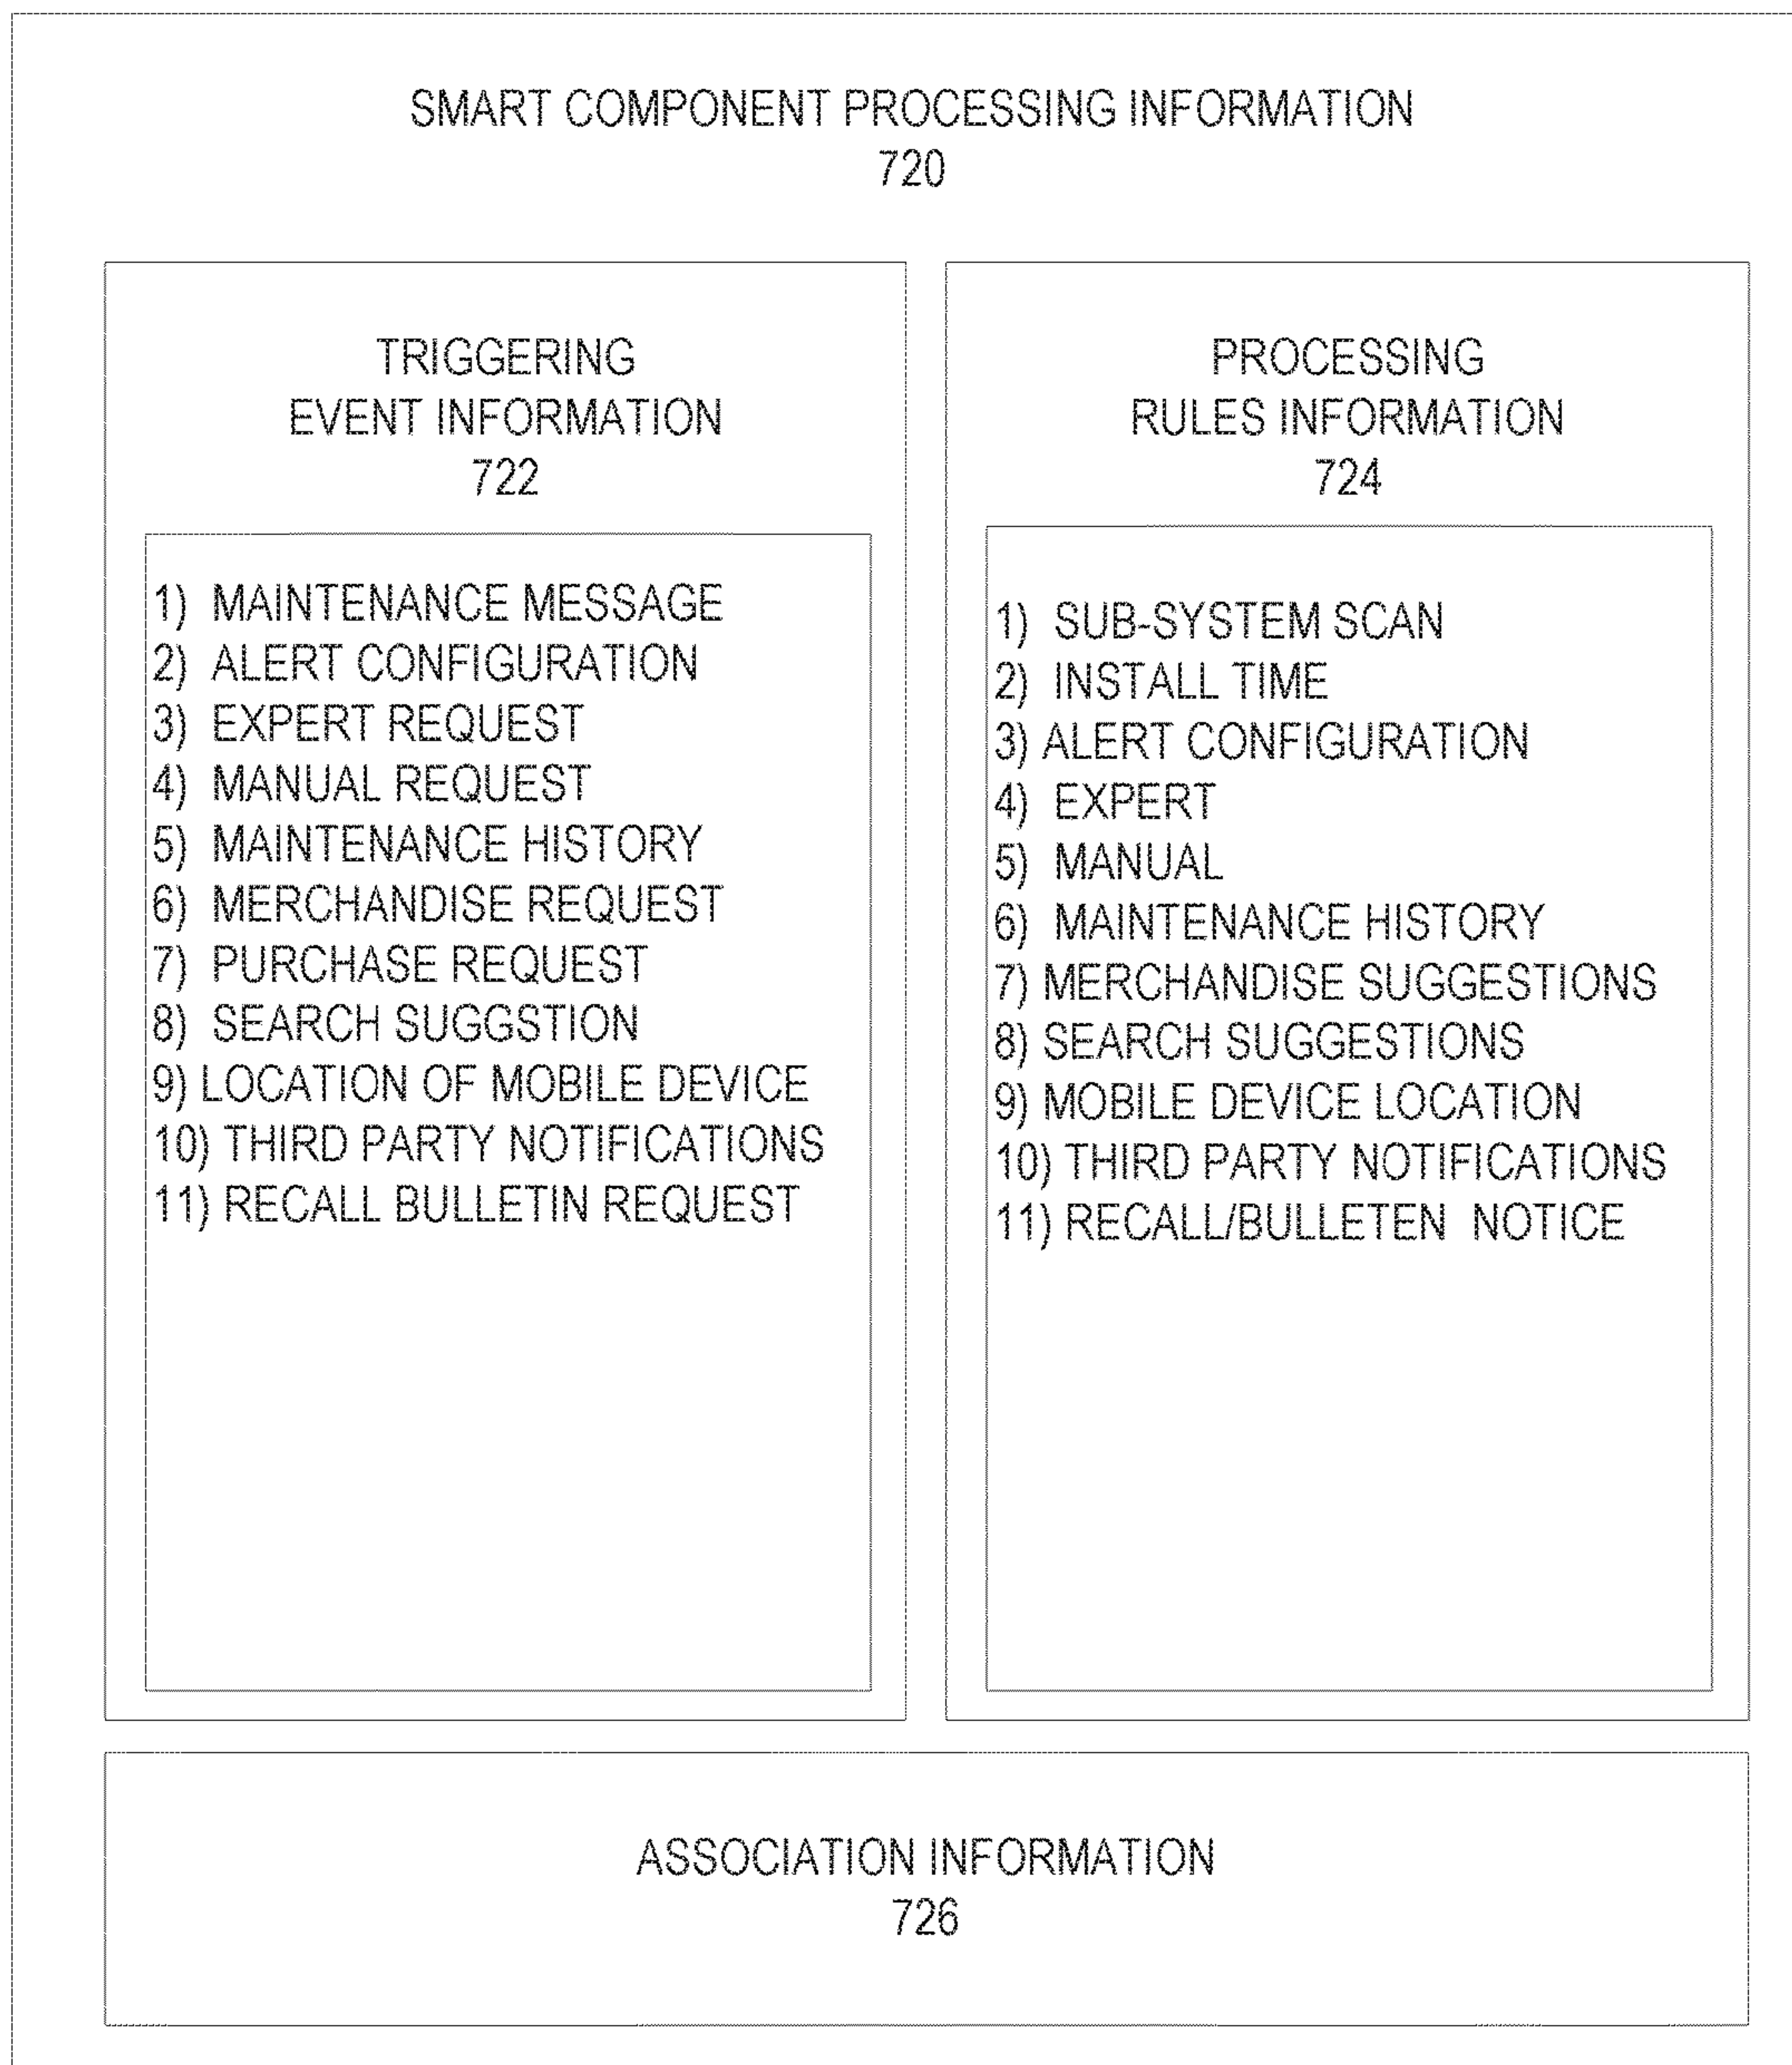 SMART COMPONENT PROCESSING INFORMATION
720
TRIGGERING
EVENT INFORMATION
722
1) MAINTENANCE MESSAGE
2) ALERT CONFIGURATION
3) EXPERT REQUEST
4) MANUAL REQUEST
5) MAINTENANCE HISTORY
6) MERCHANDISE REQUEST
7) PURCHASE REQUEST
8) SEARCH SUGGSTION
9) LOCATION OF MOBILE DEVICE
10) THIRD PARTY NOTIFICATIONS
11) RECALL BULLETIN REQUEST
PROCESSING
RULES INFORMATION
724
1) SUB-SYSTEM SCAN
2) INSTALL TIME
3) ALERT CONFIGURATION
4) EXPERT
5) MANUAL
6) MAINTENANCE HISTORY
7) MERCHANDISE SUGGESTIONS
8) SEARCH SUGGESTIONS
9) MOBILE DEVICE LOCATION
10) THIRD PARTY NOTIFICATIONS
11) RECALL/BULLETEN NOTICE
ASSOCIATION INFORMATION
726